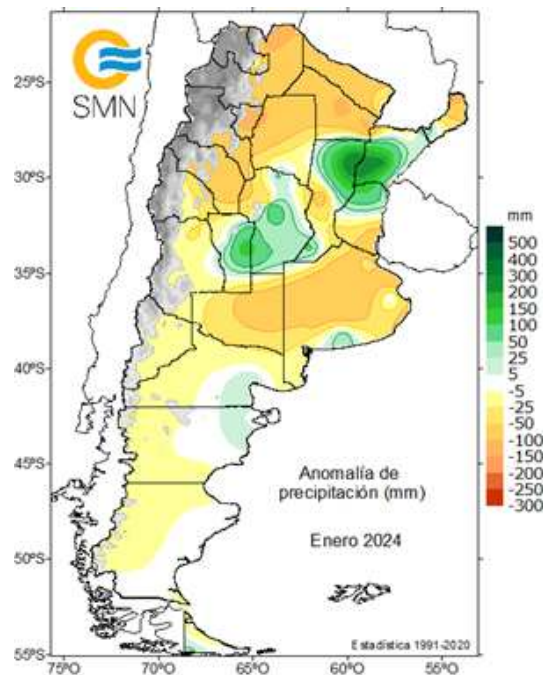 SMN
25ºS
30ºS
35ºS
40ºS
45ºS
50ºS
55ºS
75ºO
70ºO
65ºO
60ºO
55ºO
mm
500
400
300
200
150
100
50
25
5
-5
-25
-50
-100
-150
-200
-250
-300
Anomalía de
precipitación (mm)
Enero 2024
Estadística 1991-2020